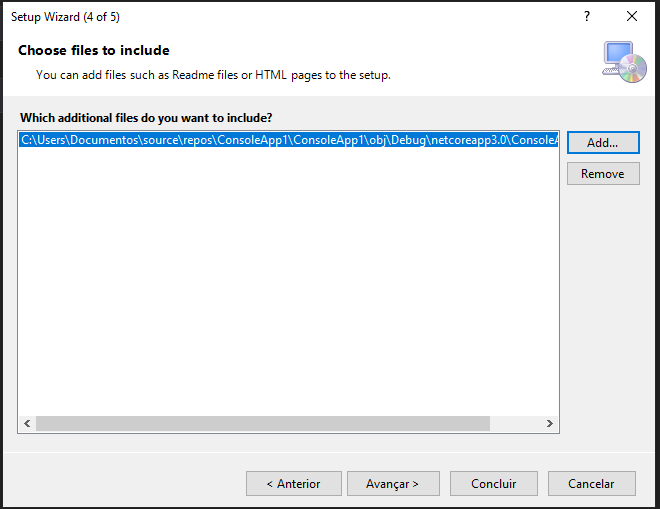 Setup Wizard (4 of 5)
?
Choose files to include
You can add files such as Readme files or HTML pages to the setup.
Which additional files do you want to include?
C:\Users\Documentos\source\repos\ConsoleApp1\ConsoleApp1\obj\Debug\netcoreapp3.0\ConsoleA
Add...
Remove
< Anterior
Avançar >
Concluir
Cancelar